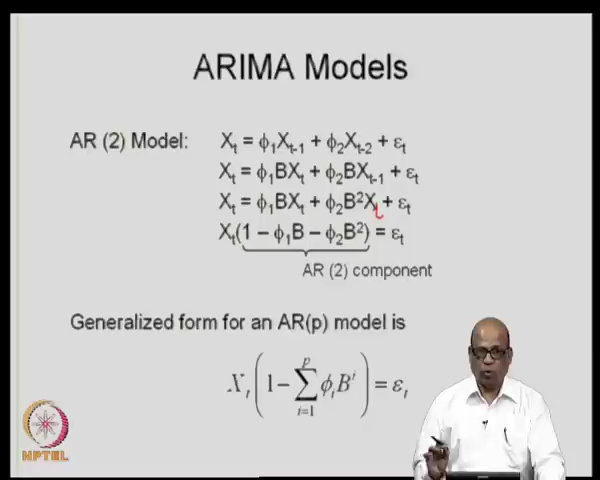 ARIMA Models
AR (2) Model: Xₜ = ϕ₁Xₜ₋₁ + ϕ₂Xₜ₋₂ + εₜ
Xₜ = ϕ₁BXₜ + ϕ₂BXₜ₋₁ + εₜ
Xₜ = ϕ₁BXₜ + ϕ₂B²Xₜ + εₜ
Xₜ(1 − ϕ₁B − ϕ₂B²) = εₜ
AR (2) component
Generalized form for an AR(p) model is
Xₜ(1 − ∑ᵢ₌₁ᵖ ϕᵢBⁱ) = εₜ
NPTEL